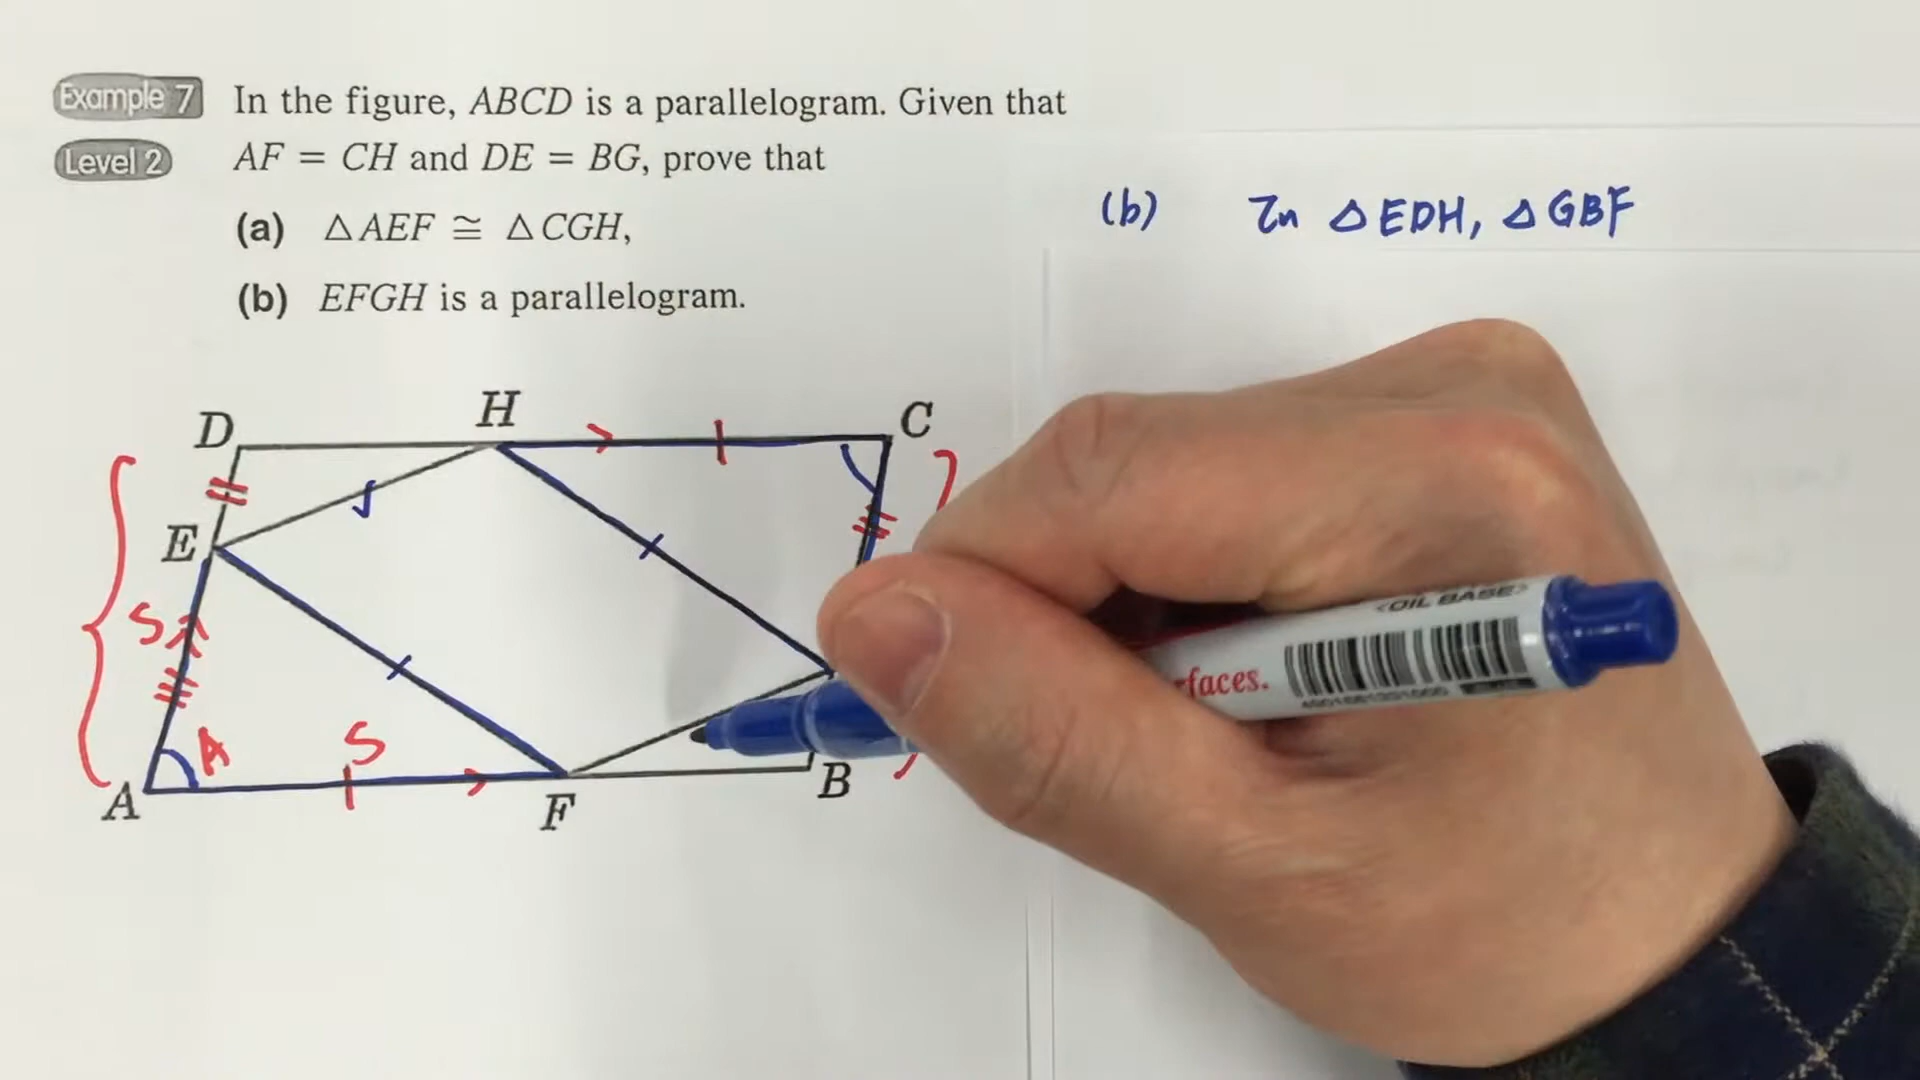 Example 7 In the figure, ABCD is a parallelogram. Given that
Level 2 AF = CH and DE = BG, prove that
(a) △AEF ≅ △CGH,
(b) EFGH is a parallelogram.
(b) In △EDH, △GBF
D
H
C
E
S
A
S
A
F
B
<OIL BASE>
faces.